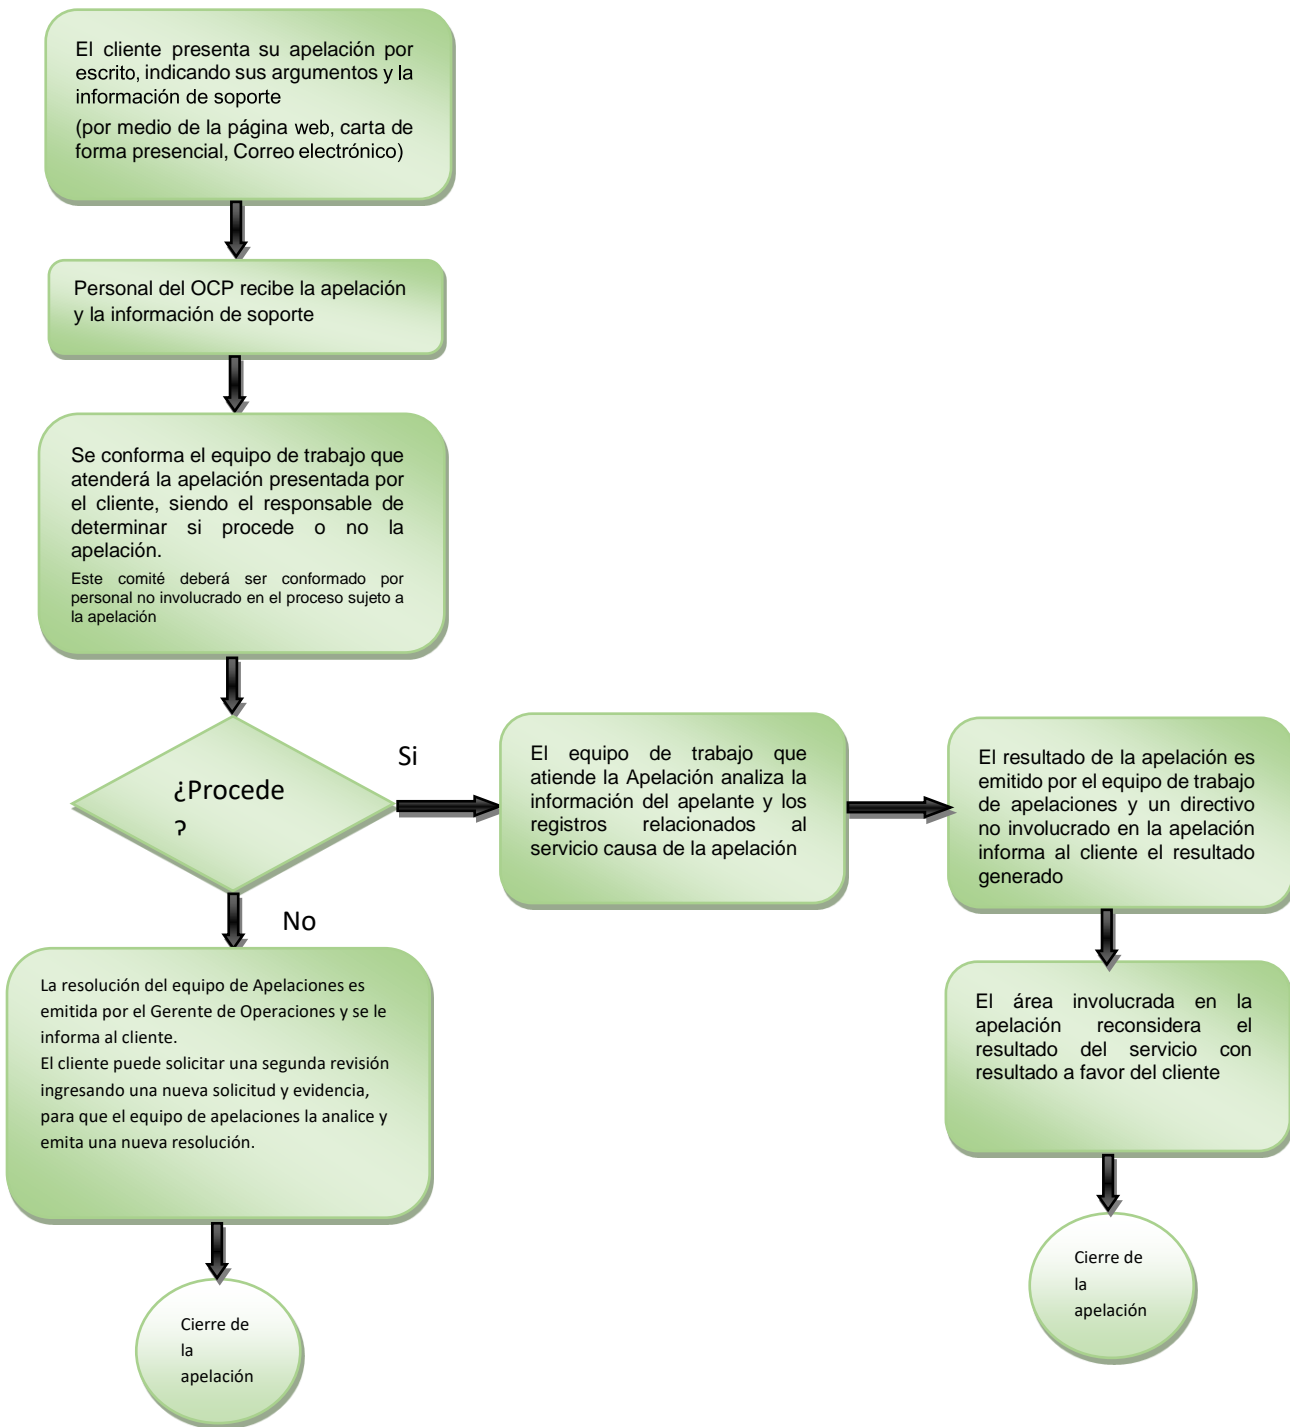 El cliente presenta su apelación por
escrito, indicando sus argumentos y la
información de soporte
(por medio de la página web, carta de
forma presencial, Correo electrónico)
Personal del OCP recibe la apelación
y la información de soporte
Se conforma el equipo de trabajo que
atenderá la apelación presentada por
el cliente, siendo el responsable de
determinar si procede o no la
apelación.
Este comité deberá ser conformado por
personal no involucrado en el proceso sujeto a
la apelación
¿Procede
?
Si
El equipo de trabajo que
atiende la Apelación analiza la
información del apelante y los
registros relacionados al
servicio causa de la apelación
El resultado de la apelación es
emitido por el equipo de trabajo
de apelaciones y un directivo
no involucrado en la apelación
informa al cliente el resultado
generado
No
La resolución del equipo de Apelaciones es
emitida por el Gerente de Operaciones y se le
informa al cliente.
El cliente puede solicitar una segunda revisión
ingresando una nueva solicitud y evidencia,
para que el equipo de apelaciones la analice y
emita una nueva resolución.
El área involucrada en la
apelación reconsidera el
resultado del servicio con
resultado a favor del cliente
Cierre de
la
apelación
Cierre de
la
apelación